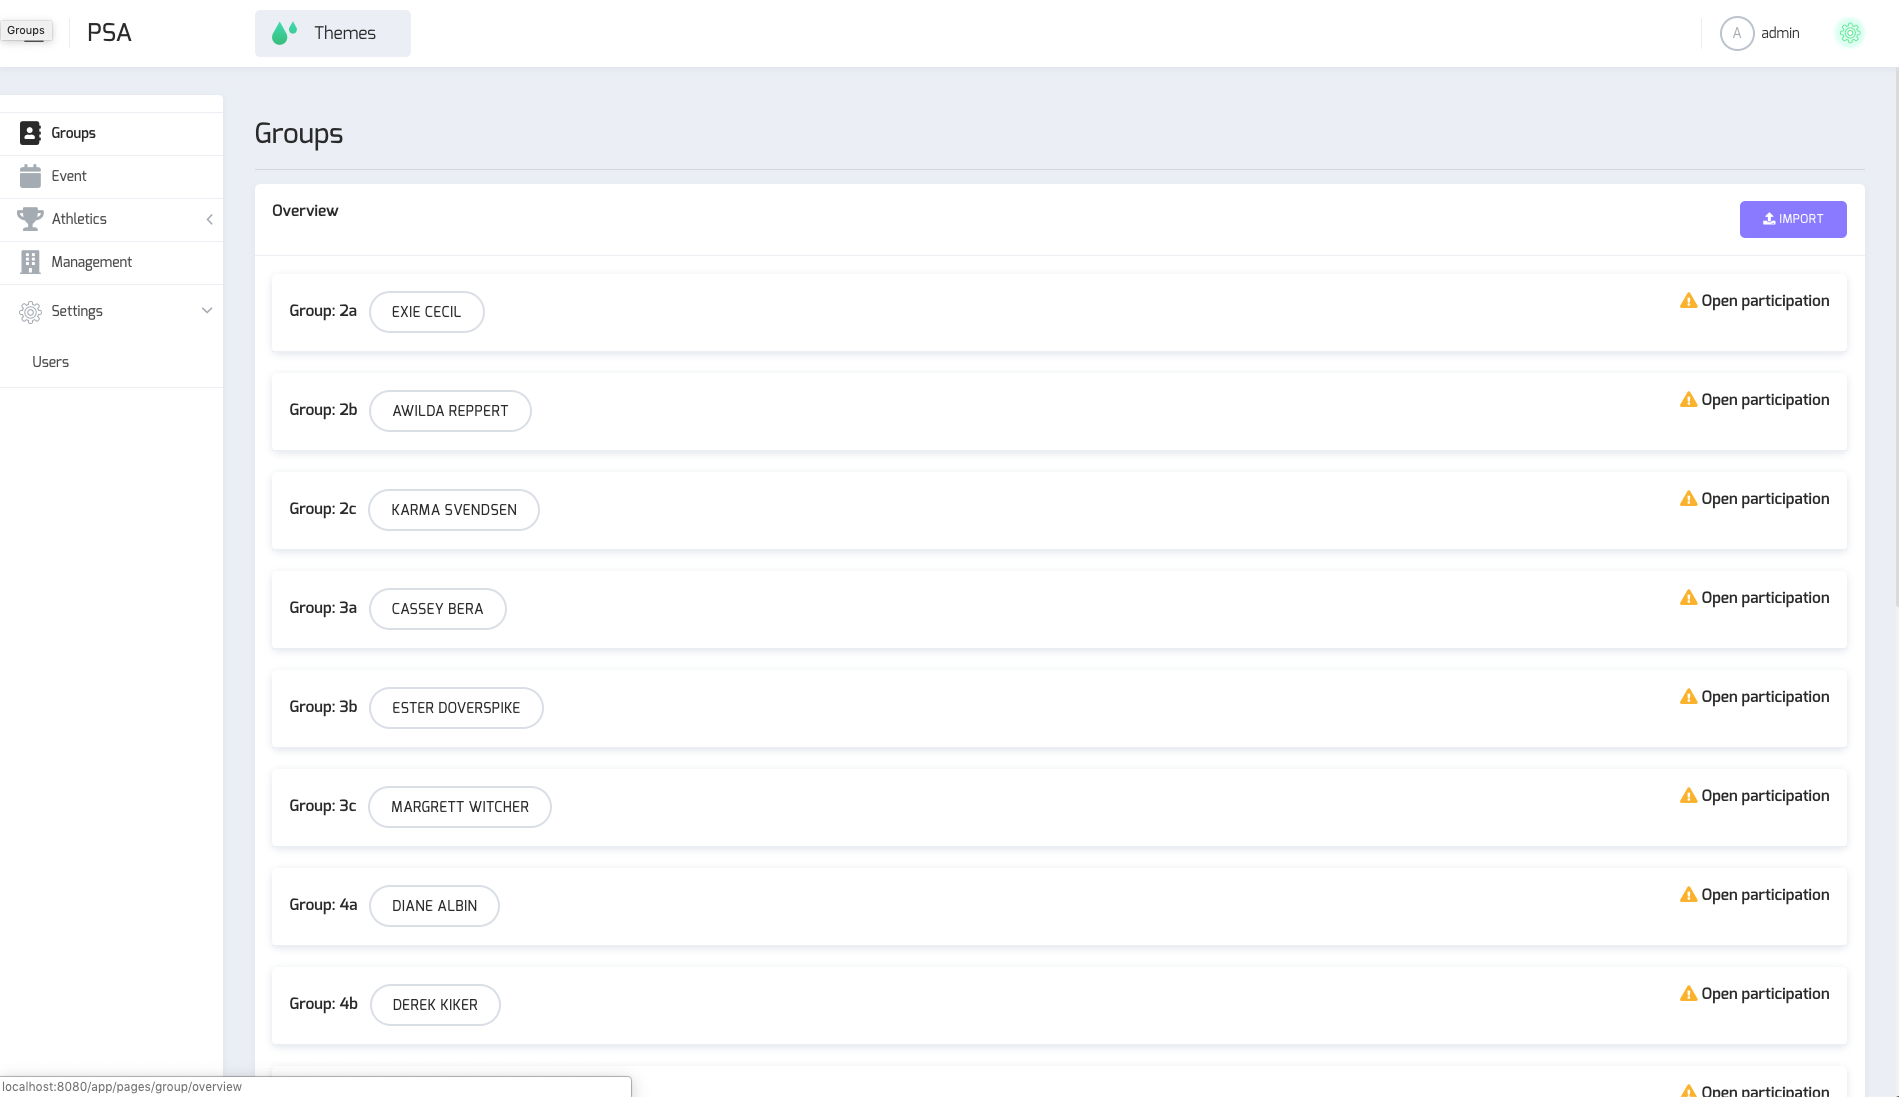 Groups
PSA
Themes
A
admin
Groups
Event
Athletics
Management
Settings
Users
Groups
Overview
IMPORT
Group: 2a
EXIE CECIL
Open participation
Group: 2b
AWILDA REPPERT
Open participation
Group: 2c
KARMA SVENDSEN
Open participation
Group: 3a
CASSEY BERA
Open participation
Group: 3b
ESTER DOVERSPIKE
Open participation
Group: 3c
MARGRETT WITCHER
Open participation
Group: 4a
DIANE ALBIN
Open participation
Group: 4b
DEREK KIKER
Open participation
Open participation
localhost:8080/app/pages/group/overview